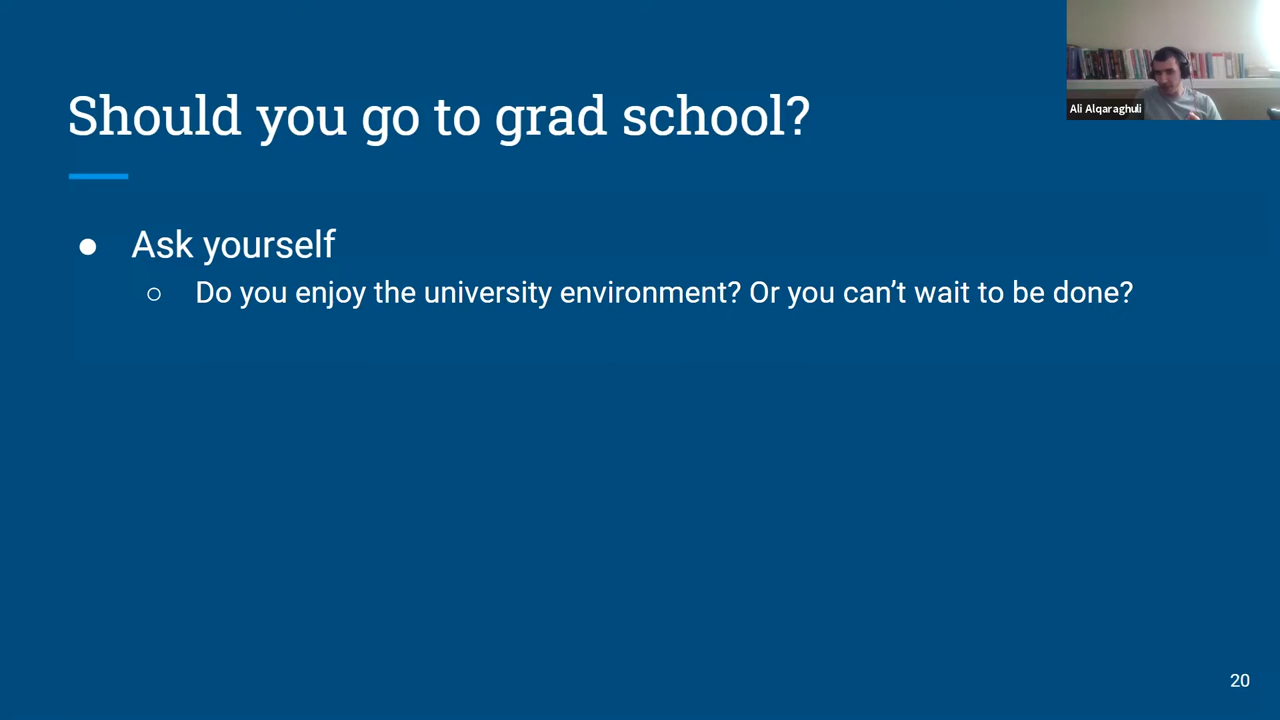 Should you go to grad school?
Ali Alqaraghuli
● Ask yourself
○ Do you enjoy the university environment? Or you can’t wait to be done?
20